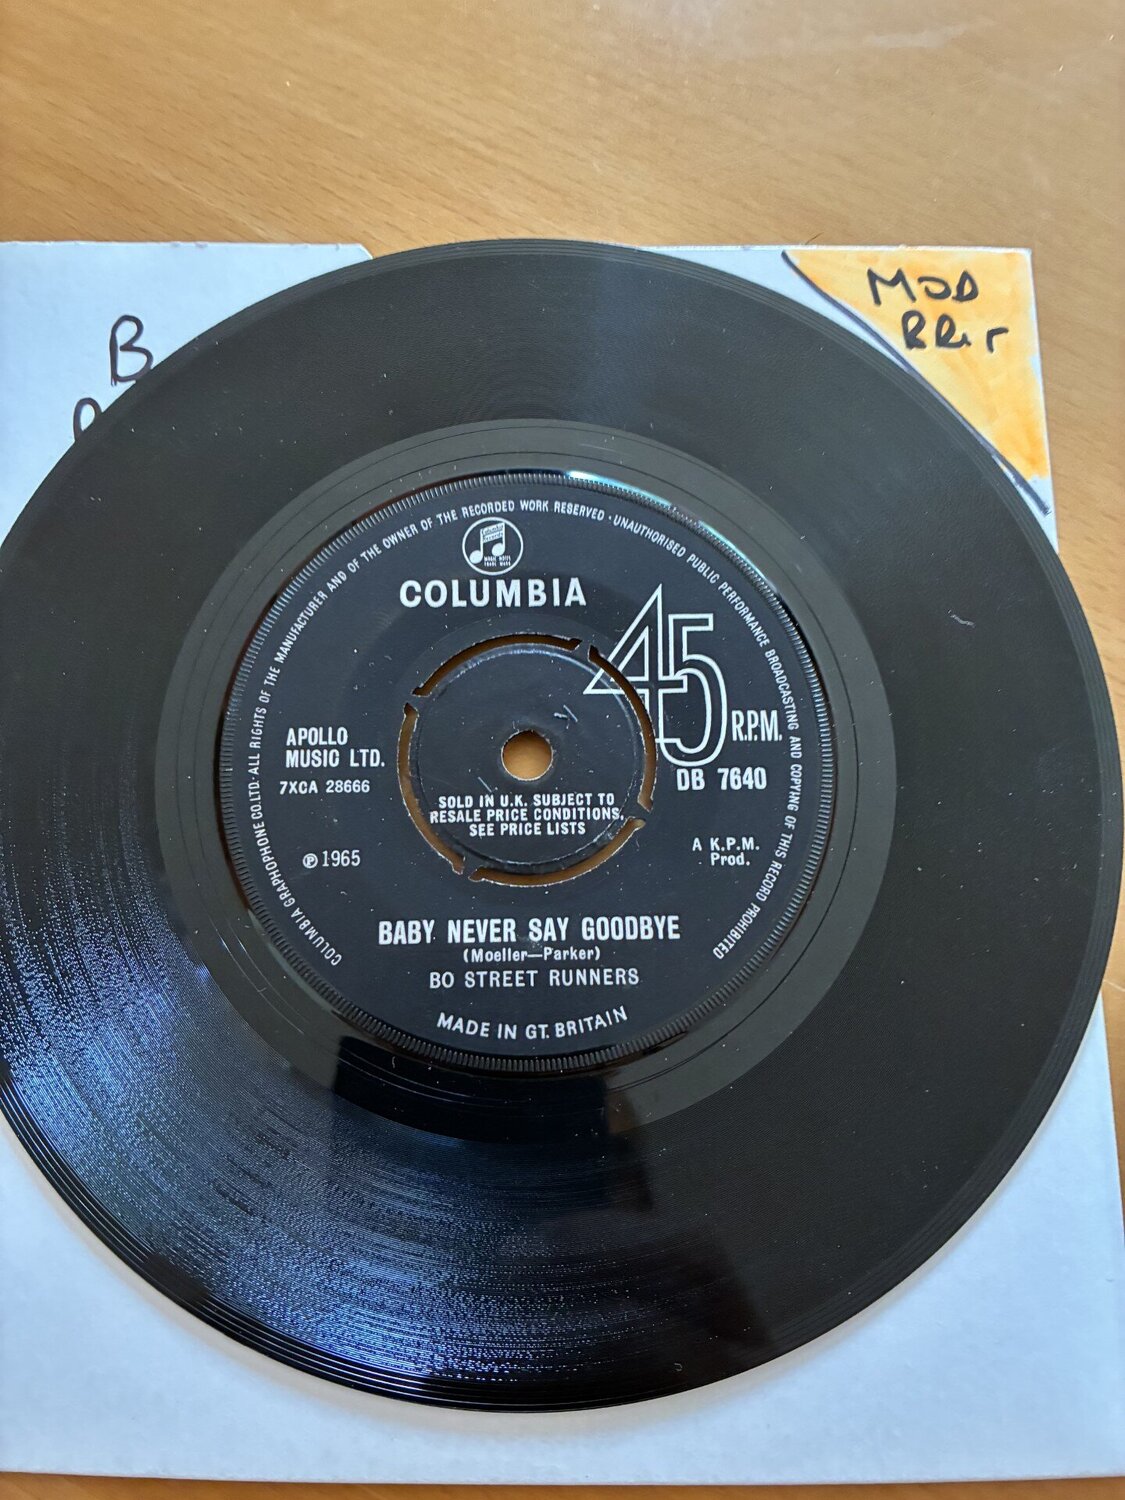 B
MOD
BRIT
COLUMBIA GRAPHOPHONE CO.LTD. ALL RIGHTS OF THE MANUFACTURER AND OF THE OWNER OF THE RECORDED WORK RESERVED · UNAUTHORISED PUBLIC PERFORMANCE BROADCASTING AND COPYING OF THIS RECORD PROHIBITED
COLUMBIA
45
R.P.M.
APOLLO
MUSIC LTD.
7XCA 28666
DB 7640
SOLD IN U.K. SUBJECT TO
RESALE PRICE CONDITIONS,
SEE PRICE LISTS
A K.P.M.
Prod.
℗ 1965
BABY NEVER SAY GOODBYE
(Moeller—Parker)
BO STREET RUNNERS
MADE IN GT. BRITAIN